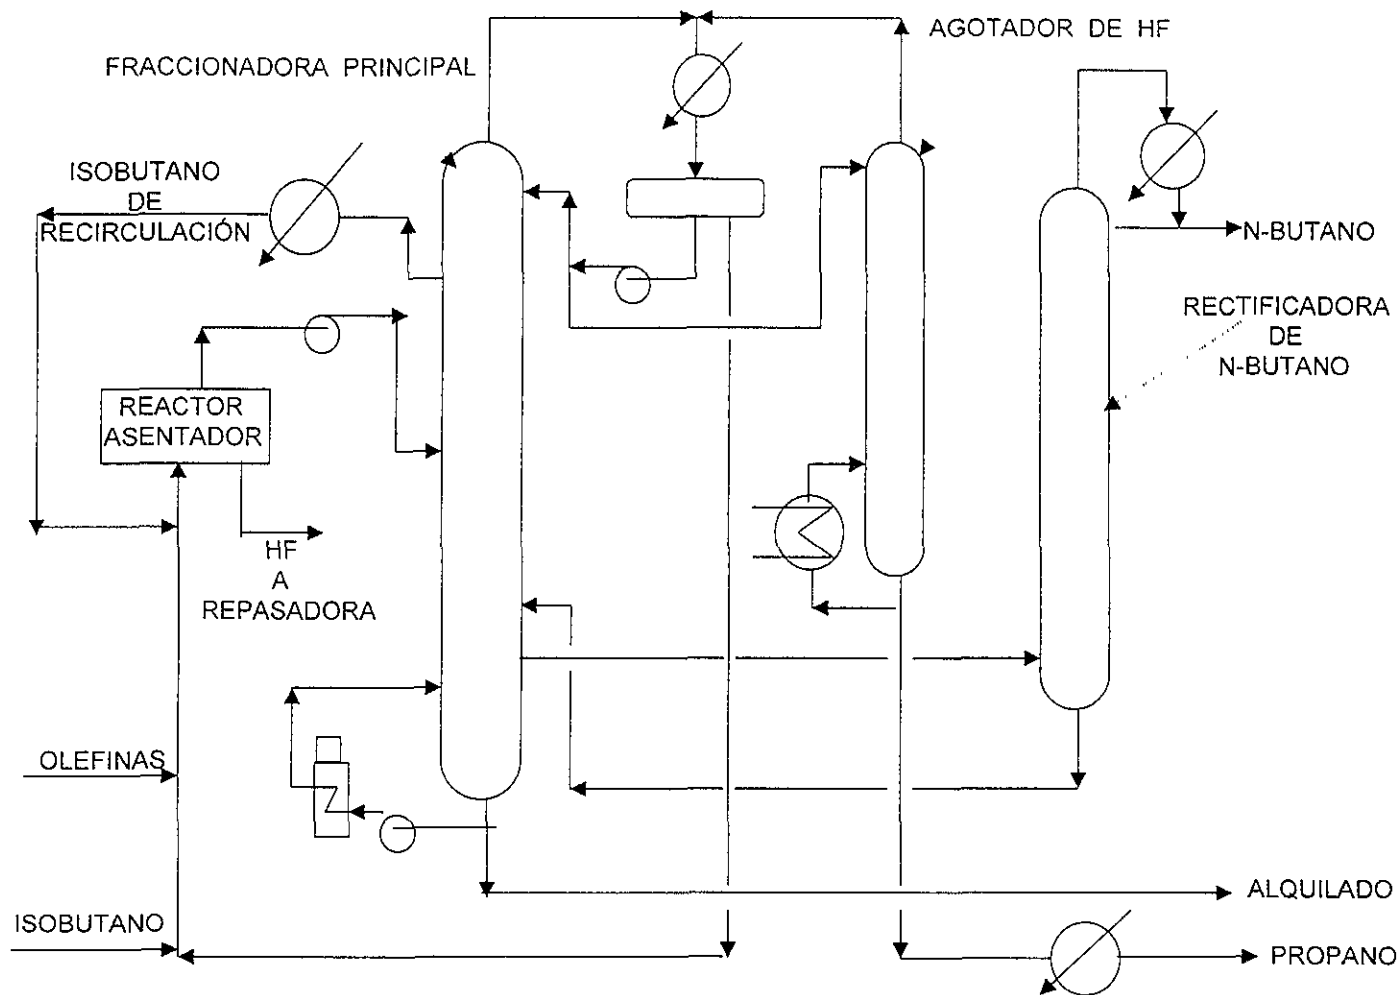 AGOTADOR DE HF
FRACCIONADORA PRINCIPAL
ISOBUTANO
DE
RECIRCULACIÓN
N-BUTANO
RECTIFICADORA
DE
N-BUTANO
REACTOR
ASENTADOR
HF
A
REPASADORA
OLEFINAS
ALQUILADO
ISOBUTANO
PROPANO